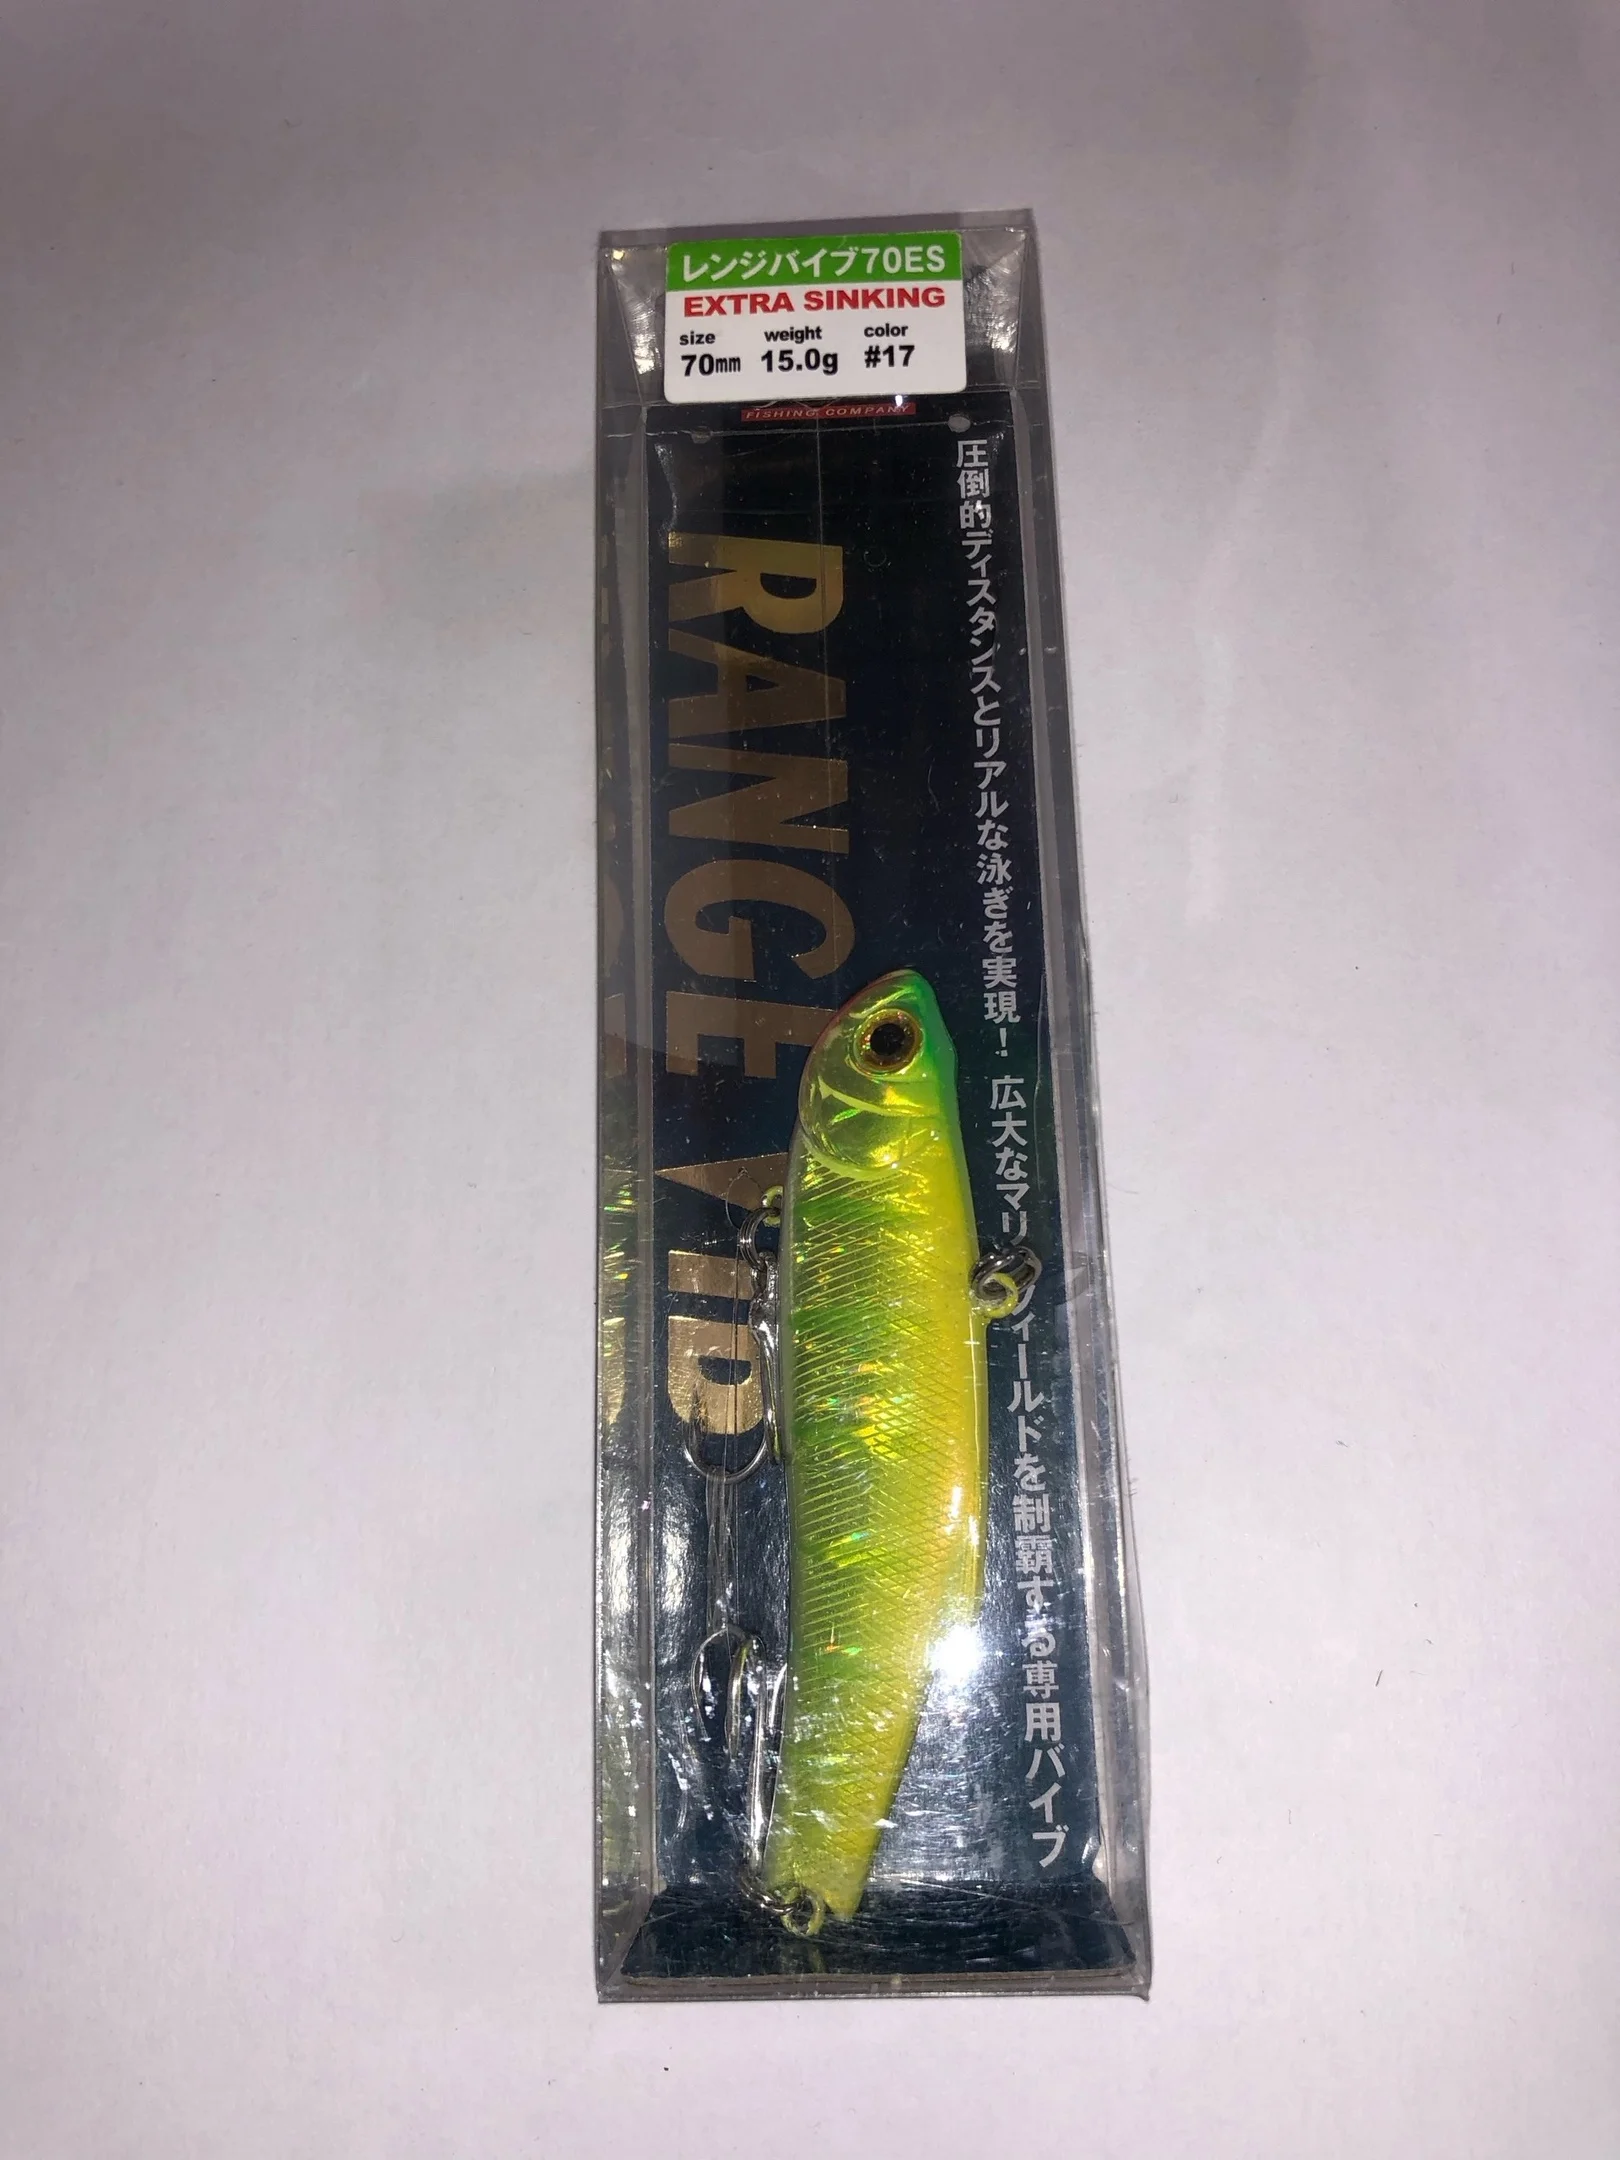 レンジバイブ70ES
EXTRA SINKING
size weight color
70mm 15.0g #17
FISHING COMPANY
RANGE VIB
圧倒的ディスタンスとリアルな泳ぎを実現! 広大なマリンフィールドを制覇する専用バイブ